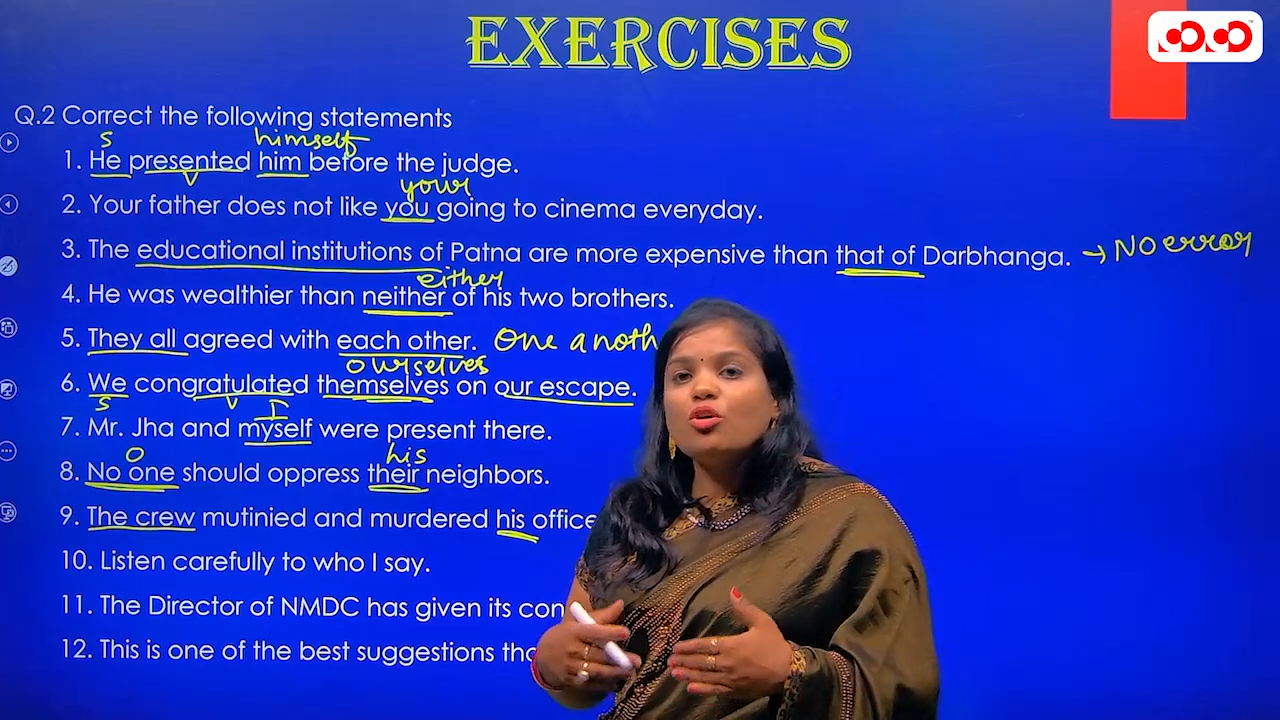 EXERCISES
Q.2 Correct the following statements
S himself
1. He presented him before the judge.
V your
2. Your father does not like you going to cinema everyday.
3. The educational institutions of Patna are more expensive than that of Darbhanga. → No error
either
4. He was wealthier than neither of his two brothers.
5. They all agreed with each other. One anoth
ourselves
6. We congratulated themselves on our escape.
S V I
7. Mr. Jha and myself were present there.
O his
8. No one should oppress their neighbors.
9. The crew mutinied and murdered his office
10. Listen carefully to who I say.
11. The Director of NMDC has given its con
12. This is one of the best suggestions